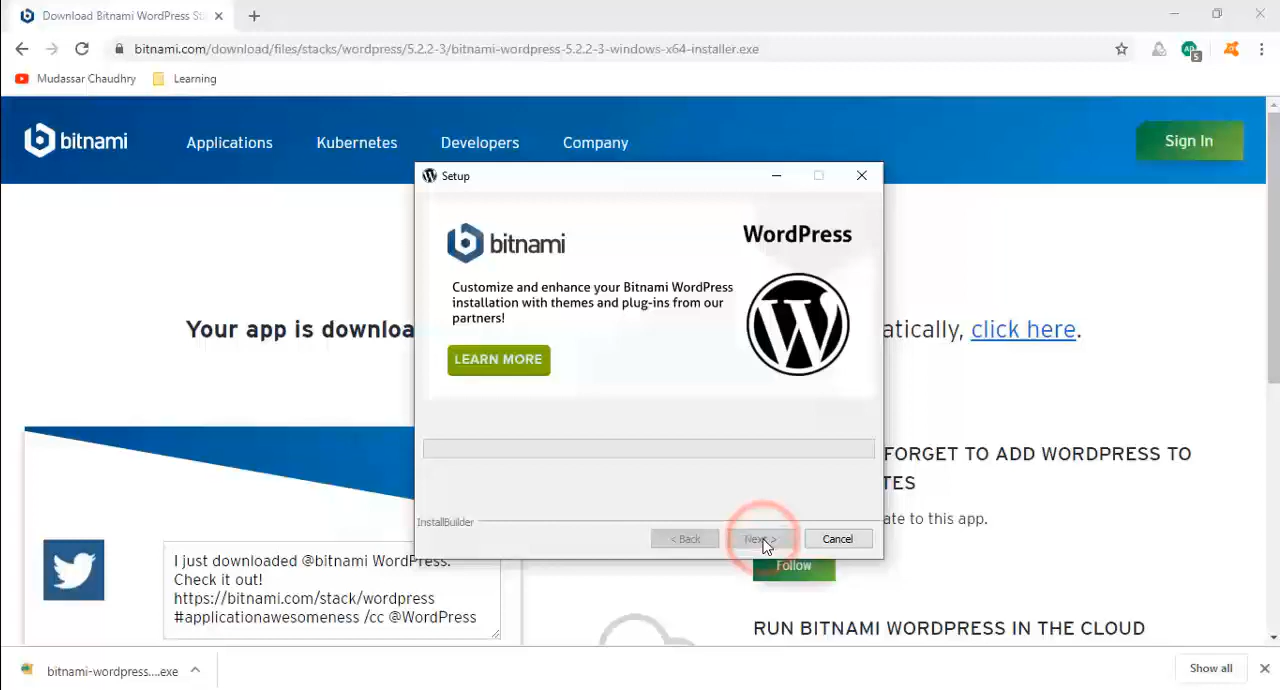 Download Bitnami WordPress St
bitnami.com/download/files/stacks/wordpress/5.2.2-3/bitnami-wordpress-5.2.2-3-windows-x64-installer.exe
5
Mudassar Chaudhry
Learning
bitnami
Applications
Kubernetes
Developers
Company
Sign In
Setup
bitnami
WordPress
Customize and enhance your Bitnami WordPress
installation with themes and plug-ins from our
partners!
LEARN MORE
Your app is downloa
atically, click here.
InstallBuilder
< Back
Next >
Cancel
FORGET TO ADD WORDPRESS TO
TES
ate to this app.
Follow
I just downloaded @bitnami WordPress.
Check it out!
https://bitnami.com/stack/wordpress
#applicationawesomeness /cc @WordPress
RUN BITNAMI WORDPRESS IN THE CLOUD
bitnami-wordpress....exe
Show all